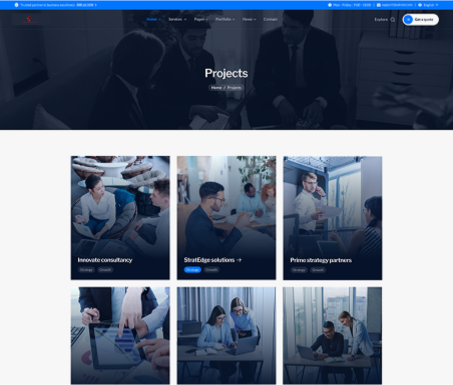 Home
Services
Pages
Portfolio
News
Contact
Explore
Get a quote
Projects
Home / Projects
Innovate consultancy
Strategy
Growth
StratEdge solutions →
Strategy
Growth
Prime strategy partners
Strategy
Growth